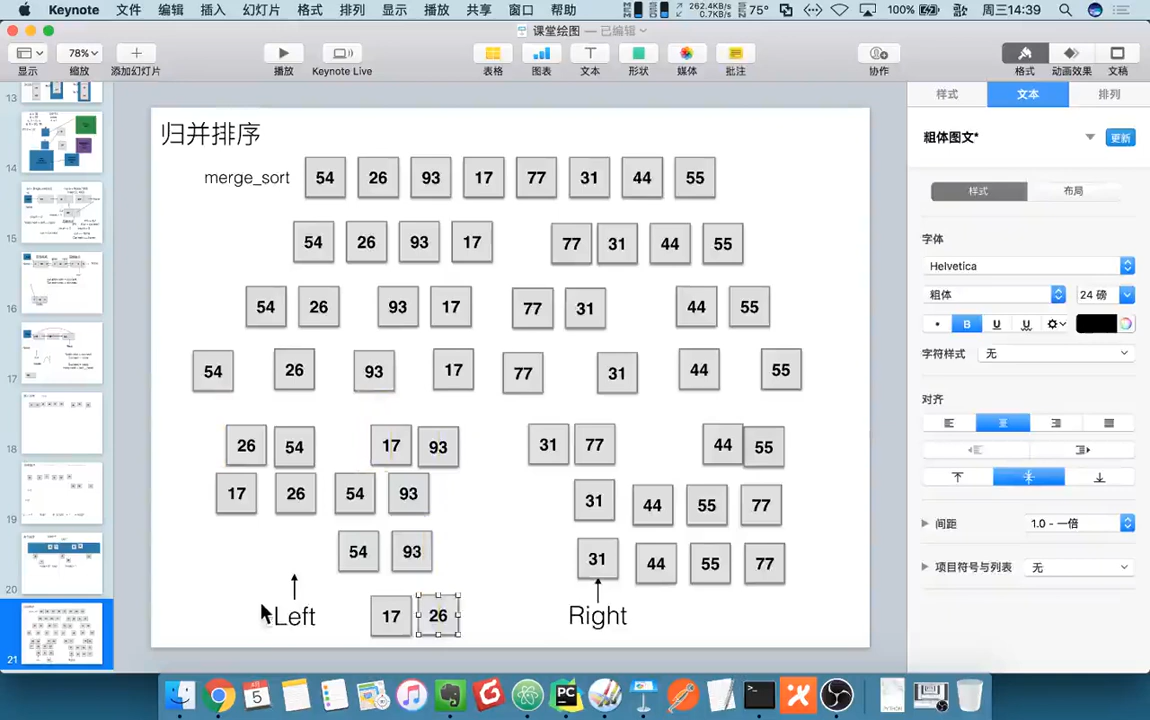 Keynote 文件 编辑 插入 幻灯片 格式 排列 显示 播放 共享 窗口 帮助 262.4KB/s 0.7KB/s 75° 100% 周三14:39
课堂绘图 — 已编辑
78%
显示 缩放 添加幻灯片 播放 Keynote Live 表格 图表 文本 形状 媒体 批注 协作 格式 动画效果 文稿
13
14
15
16
17
18
19
20
21
归并排序
merge_sort 54 26 93 17 77 31 44 55
54 26 93 17 77 31 44 55
54 26 93 17 77 31 44 55
54 26 93 17 77 31 44 55
26 54 17 93 31 77 44 55
17 26 54 93 31 44 55 77
54 93 31 44 55 77
Left 17 26 Right
样式 文本 排列
粗体图文* 更新
样式 布局
字体
Helvetica
粗体 24 磅
B U U
字符样式 无
对齐
间距 1.0 - 一倍
项目符号与列表 无
5
PC